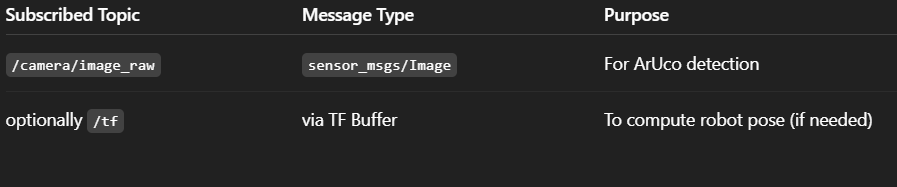 Subscribed Topic Message Type Purpose
/camera/image_raw sensor_msgs/Image For ArUco detection
optionally /tf via TF Buffer To compute robot pose (if needed)